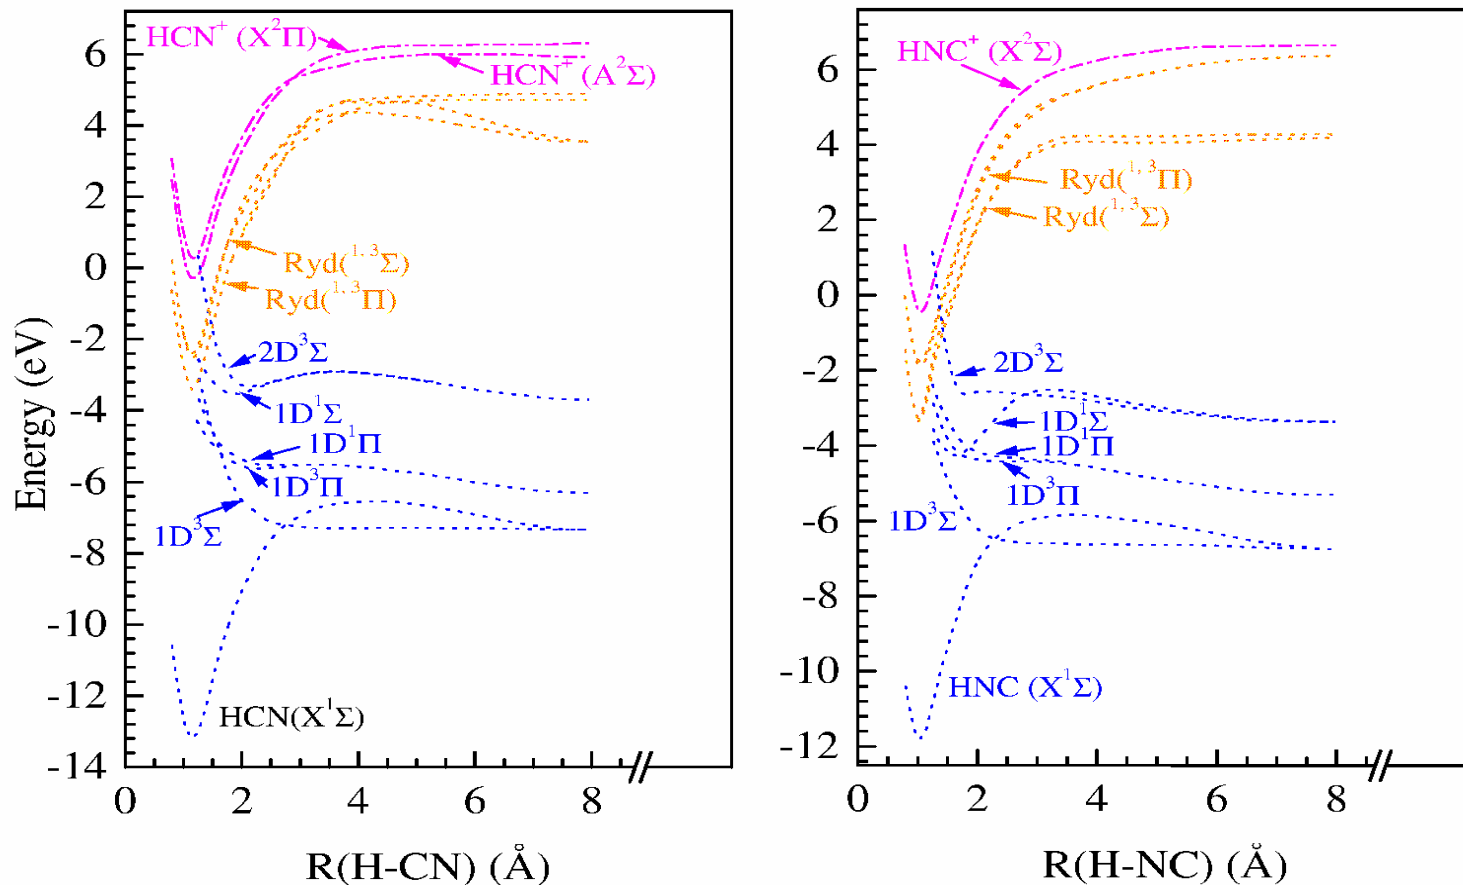 HCN⁺ (X²Π)
HCN⁺ (A²Σ)
Ryd(¹,³Σ)
Ryd(¹,³Π)
2D³Σ
1D¹Σ
1D¹Π
1D³Π
1D³Σ
HCN(X¹Σ)
Energy (eV)
6
4
2
0
-2
-4
-6
-8
-10
-12
-14
0 2 4 6 8
R(H-CN) (Å)
HNC⁺ (X²Σ)
Ryd(¹,³Π)
Ryd(¹,³Σ)
2D³Σ
1D¹Σ
1D¹Π
1D³Π
1D³Σ
HNC (X¹Σ)
Energy (eV)
6
4
2
0
-2
-4
-6
-8
-10
-12
0 2 4 6 8
R(H-NC) (Å)